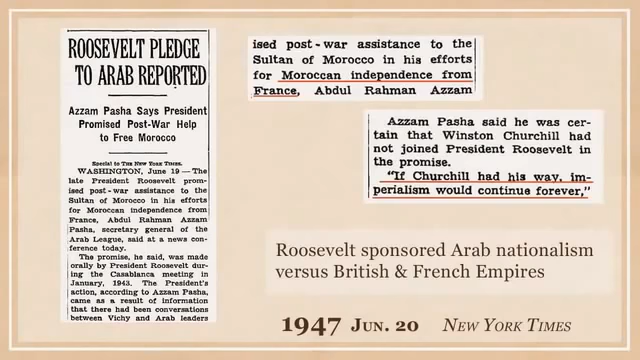 ROOSEVELT PLEDGE
TO ARAB REPORTED
Azzam Pasha Says President
Promised Post-War Help
to Free Morocco
Special to THE NEW YORK TIMES.
WASHINGTON, June 19 — The
late President Roosevelt prom-
ised post-war assistance to the
Sultan of Morocco in his efforts
for Moroccan independence from
France, Abdul Rahman Azzam
Pasha, secretary general of the
Arab League, said at a news con-
ference today.
The promise, he said, was made
orally by President Roosevelt dur-
ing the Casablanca meeting in
January, 1943. The President's
action, according to Azzam Pasha,
came as a result of information
that there had been conversations
between Vichy and Arab leaders
ised post-war assistance to the
Sultan of Morocco in his efforts
for Moroccan independence from
France, Abdul Rahman Azzam
Azzam Pasha said he was cer-
tain that Winston Churchill had
not joined President Roosevelt in
the promise.
"If Churchill had his way, im-
perialism would continue forever,"
Roosevelt sponsored Arab nationalism
versus British & French Empires
1947 JUN. 20 NEW YORK TIMES